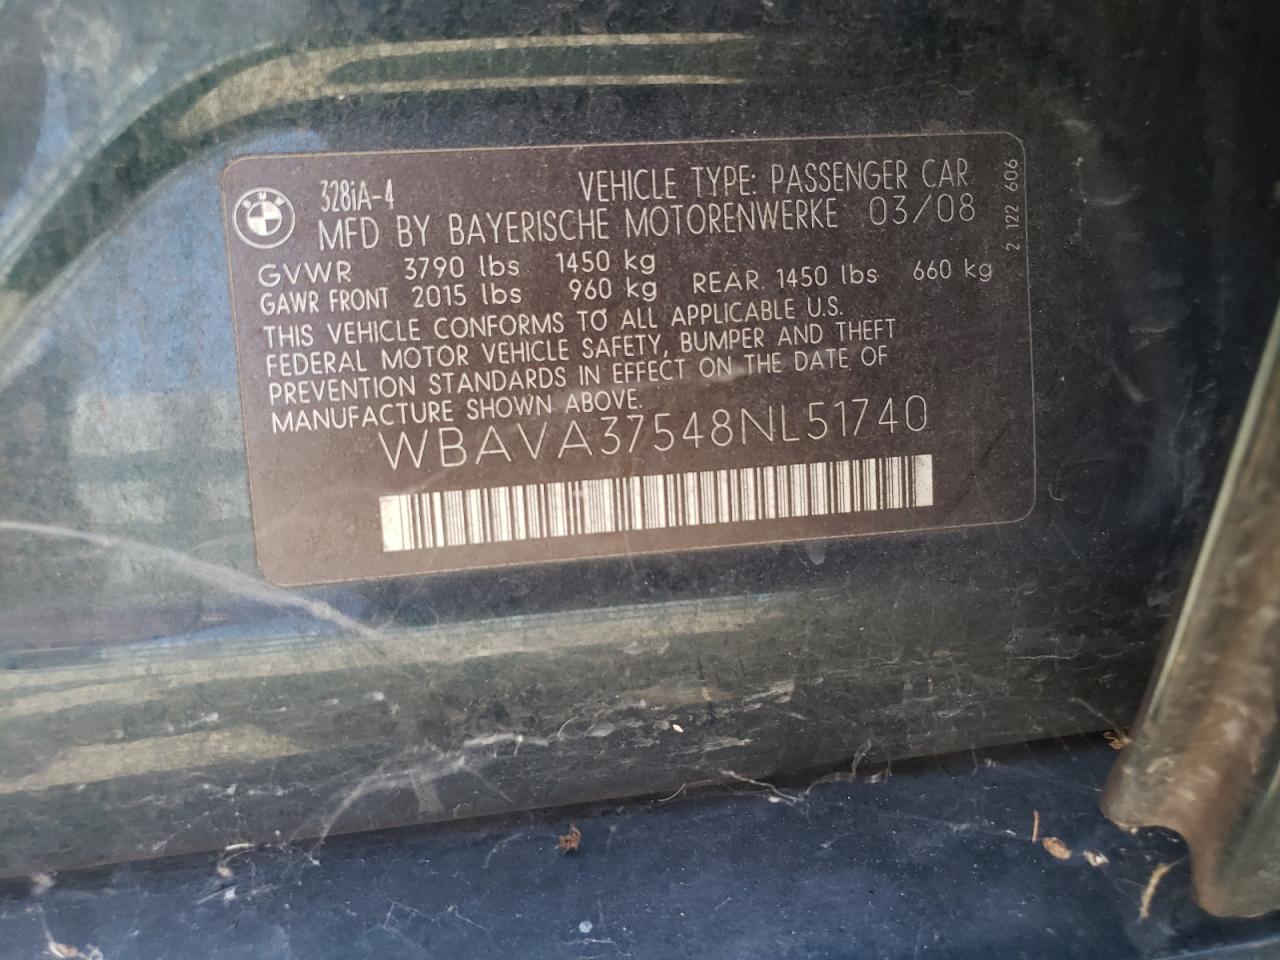 BMW
328iA-4 VEHICLE TYPE: PASSENGER CAR
MFD BY BAYERISCHE MOTORENWERKE 03/08
GVWR 3790 lbs 1450 kg
GAWR FRONT 2015 lbs 960 kg REAR. 1450 lbs 660 kg
THIS VEHICLE CONFORMS TO ALL APPLICABLE U.S.
FEDERAL MOTOR VEHICLE SAFETY, BUMPER AND THEFT
PREVENTION STANDARDS IN EFFECT ON THE DATE OF
MANUFACTURE SHOWN ABOVE.
WBAVA37548NL51740
2 122 606